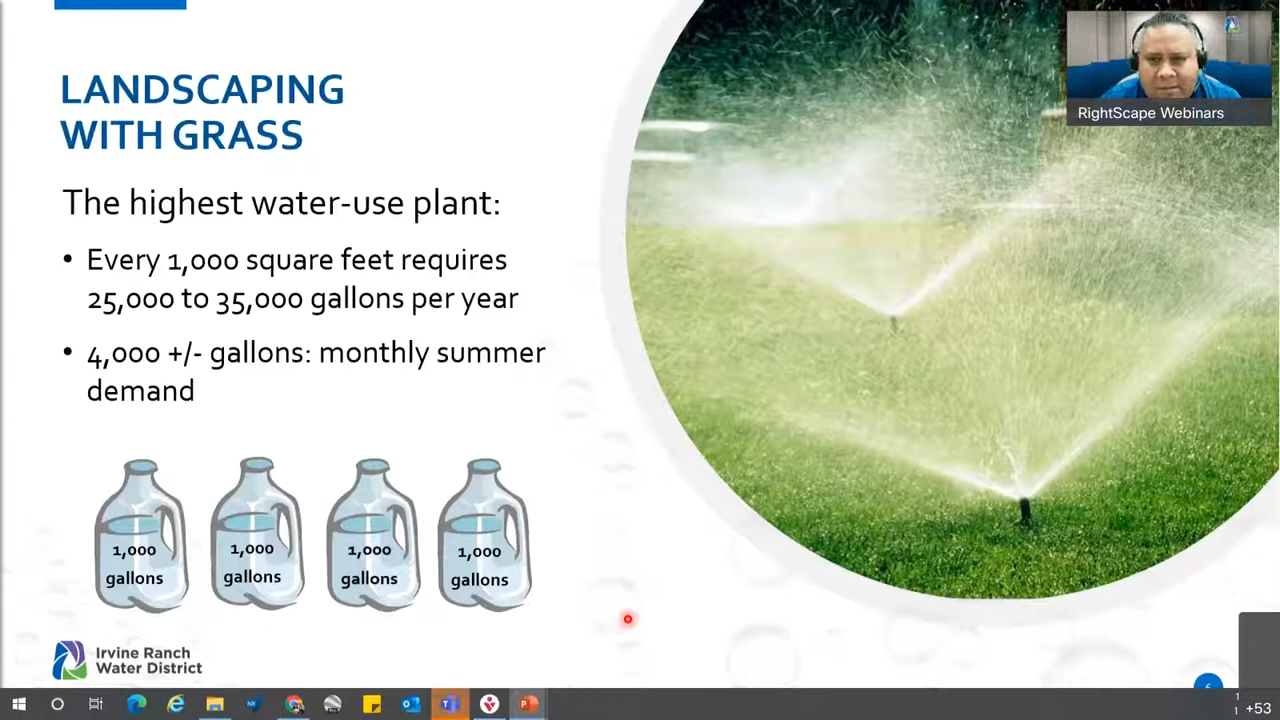 LANDSCAPING
WITH GRASS
RightScape Webinars
The highest water-use plant:
• Every 1,000 square feet requires
25,000 to 35,000 gallons per year
• 4,000 +/- gallons: monthly summer
demand
1,000
gallons
1,000
gallons
1,000
gallons
1,000
gallons
Irvine Ranch
Water District
+53